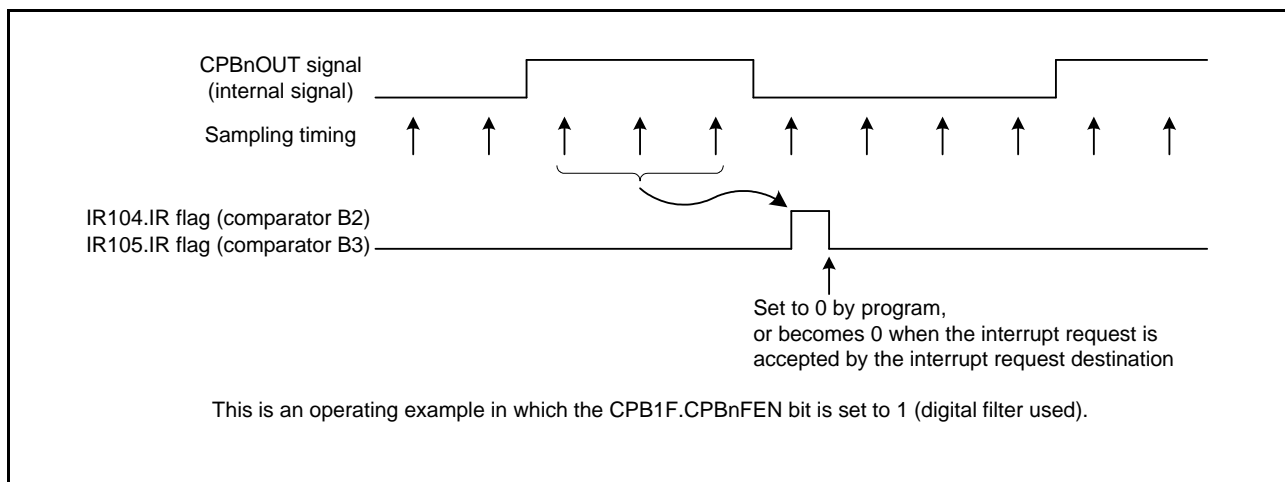 CPBnOUT signal
(internal signal)
Sampling timing
IR104.IR flag (comparator B2)
IR105.IR flag (comparator B3)
Set to 0 by program,
or becomes 0 when the interrupt request is
accepted by the interrupt request destination
This is an operating example in which the CPB1F.CPBnFEN bit is set to 1 (digital filter used).